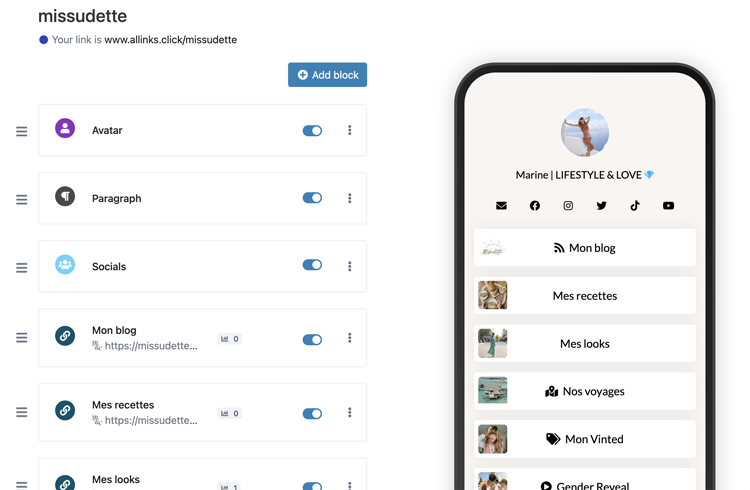 missudette
Your link is www.allinks.click/missudette
Add block
Avatar
Paragraph
Socials
Mon blog
https://missudette...
0
Mes recettes
https://missudette...
0
Mes looks
1
Marine | LIFESTYLE & LOVE 💎
Mon blog
Mes recettes
Mes looks
Nos voyages
Mon Vinted
Gender Reveal